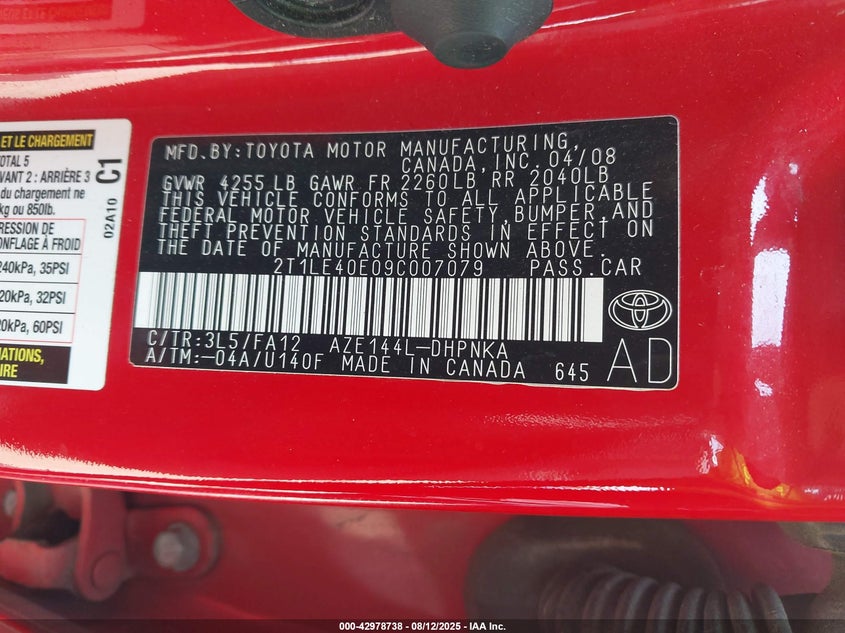 ET LE CHARGEMENT
TOTAL 5
VANT 2 : ARRIÈRE 3
du chargement ne
kg ou 850lb.
C1
02A10
RESSION DE
ONFLAGE À FROID
240kPa, 35PSI
20kPa, 32PSI
20kPa, 60PSI
MFD.BY:TOYOTA MOTOR MANUFACTURING,
CANADA,INC.04/08
GVWR 4255 LB GAWR FR 2260LB,RR 2040LB
THIS VEHICLE CONFORMS TO ALL APPLICABLE
FEDERAL MOTOR VEHICLE SAFETY,BUMPER,AND
THEFT PREVENTION STANDARDS IN EFFECT ON
THE DATE OF MANUFACTURE SHOWN ABOVE.
2T1LE40E09C007079 PASS.CAR
C/TR:3L5/FA12 AZE144L-DHPNKA
A/TM:-04A/U140F MADE IN CANADA 645
AD
000-42978738 - 08/12/2025 - IAA Inc.